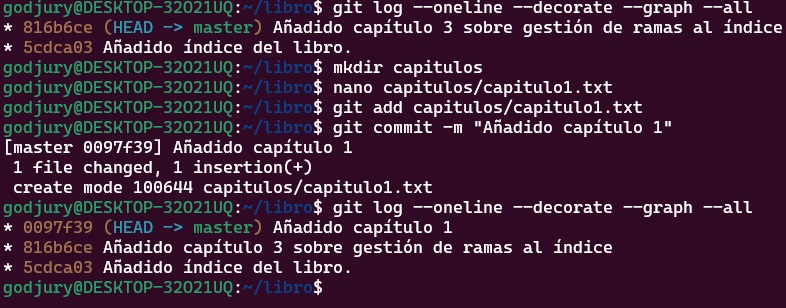 godjury@DESKTOP-32O21UQ:~/libro$ git log --oneline --decorate --graph --all
* 816b6ce (HEAD -> master) Añadido capítulo 3 sobre gestión de ramas al índice
* 5cdca03 Añadido índice del libro.
godjury@DESKTOP-32O21UQ:~/libro$ mkdir capitulos
godjury@DESKTOP-32O21UQ:~/libro$ nano capitulos/capitulo1.txt
godjury@DESKTOP-32O21UQ:~/libro$ git add capitulos/capitulo1.txt
godjury@DESKTOP-32O21UQ:~/libro$ git commit -m "Añadido capítulo 1"
[master 0097f39] Añadido capítulo 1
 1 file changed, 1 insertion(+)
 create mode 100644 capitulos/capitulo1.txt
godjury@DESKTOP-32O21UQ:~/libro$ git log --oneline --decorate --graph --all
* 0097f39 (HEAD -> master) Añadido capítulo 1
* 816b6ce Añadido capítulo 3 sobre gestión de ramas al índice
* 5cdca03 Añadido índice del libro.
godjury@DESKTOP-32O21UQ:~/libro$